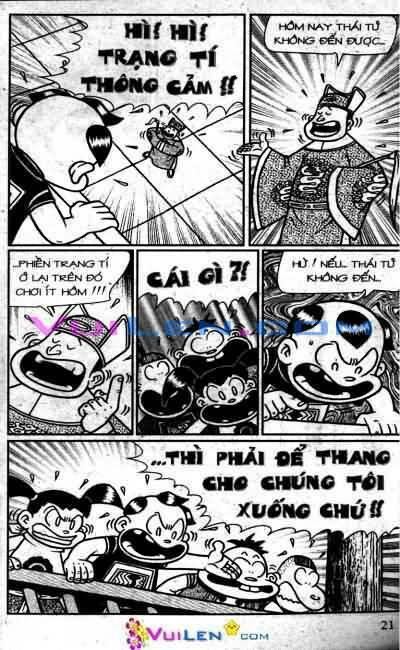 HÌ! HÌ!
TRẠNG TÍ
THÔNG CẢM!!
HÔM NAY THÁI TỬ
KHÔNG ĐẾN ĐƯỢC...
...PHIỀN TRẠNG TÍ
Ở LẠI TRÊN ĐÓ
CHƠI ÍT HÔM!!!
CÁI GÌ?!
HỪ! NẾU... THÁI TỬ
KHÔNG ĐẾN...
VUILEN.COM
...THÌ PHẢI ĐỂ THANG
CHO CHÚNG TÔI
XUỐNG CHỨ!!
21
VUILEN.COM